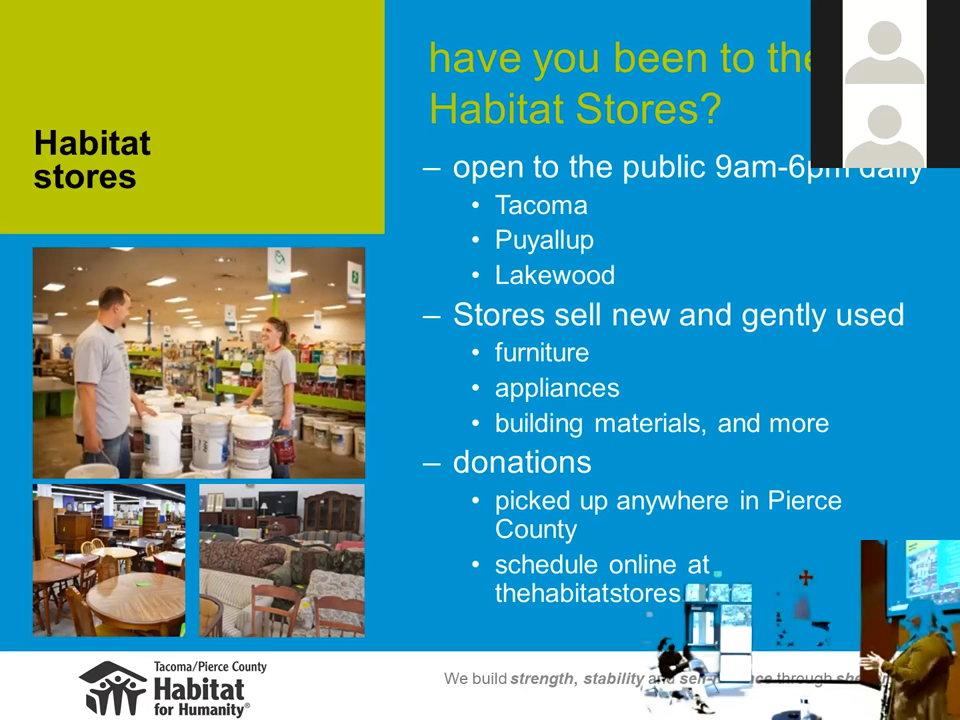 Habitat
stores
have you been to the
Habitat Stores?
– open to the public 9am-6pm daily
• Tacoma
• Puyallup
• Lakewood
– Stores sell new and gently used
• furniture
• appliances
• building materials, and more
– donations
• picked up anywhere in Pierce
County
• schedule online at
thehabitatstores
Tacoma/Pierce County
Habitat
for Humanity®
We build strength, stability and self-reliance through